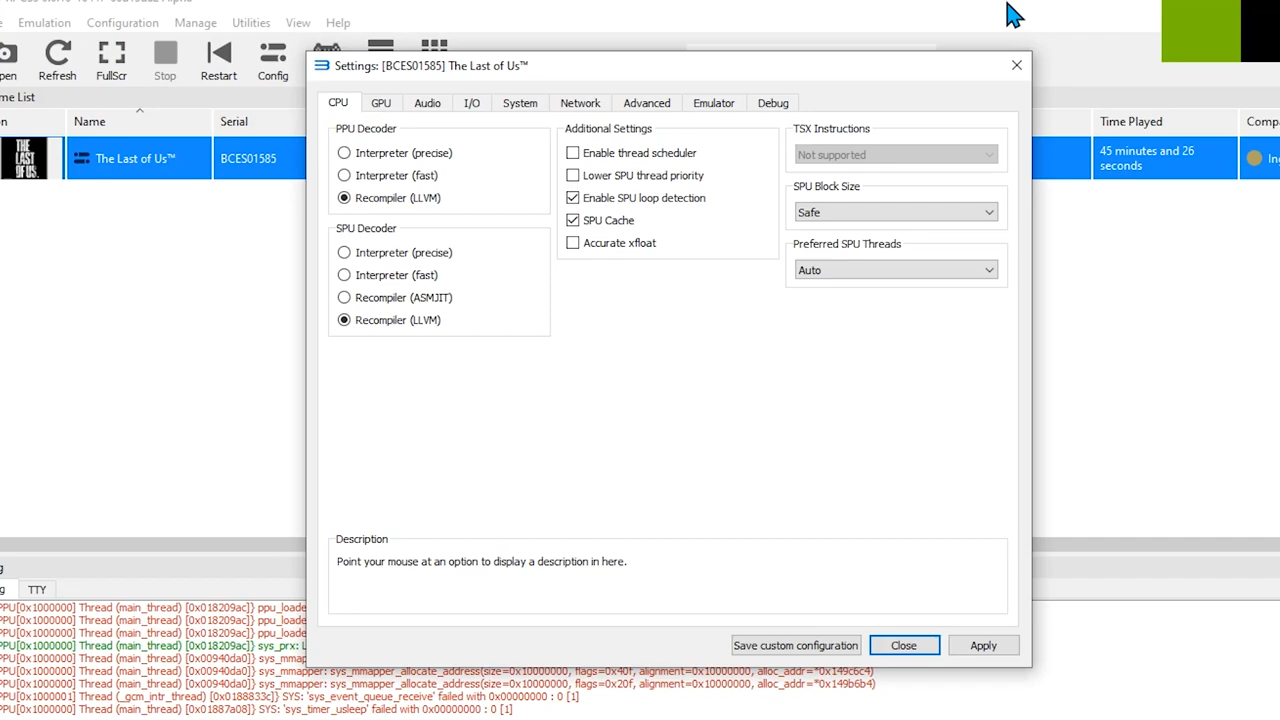 Emulation Configuration Manage Utilities View Help
Refresh FullScr Stop Restart Config
Name Serial Time Played
THE LAST OF US. The Last of Us™ BCES01585 45 minutes and 26 seconds
Settings: [BCES01585] The Last of Us™
CPU GPU Audio I/O System Network Advanced Emulator Debug
PPU Decoder
Interpreter (precise)
Interpreter (fast)
Recompiler (LLVM)
SPU Decoder
Interpreter (precise)
Interpreter (fast)
Recompiler (ASMJIT)
Recompiler (LLVM)
Additional Settings
Enable thread scheduler
Lower SPU thread priority
Enable SPU loop detection
SPU Cache
Accurate xfloat
TSX Instructions
Not supported
SPU Block Size
Safe
Preferred SPU Threads
Auto
Description
Point your mouse at an option to display a description in here.
Save custom configuration Close Apply
TTY
PPU[0x1000000] Thread (main_thread) [0x018209ac]} ppu_loade
PPU[0x1000000] Thread (main_thread) [0x018209ac]} ppu_loade
PPU[0x1000000] Thread (main_thread) [0x018209ac]} ppu_loade
PPU[0x1000000] Thread (main_thread) [0x018209ac]} sys_prx: L
PPU[0x1000000] Thread (main_thread) [0x00940da0]} sys_mm
PPU[0x1000000] Thread (main_thread) [0x00940da0]} sys_mmapper: sys_mmapper_allocate_address(size=0x10000000, flags=0x40f, alignment=0x10000000, alloc_addr=*0x149c6c4)
PPU[0x1000000] Thread (main_thread) [0x00940da0]} sys_mmapper: sys_mmapper_allocate_address(size=0x10000000, flags=0x20f, alignment=0x10000000, alloc_addr=*0x149b6b4)
PPU[0x1000001] Thread (_gcm_intr_thread) [0x0188833c]} SYS: 'sys_event_queue_receive' failed with 0x00000000 : 0 [1]
PPU[0x1000000] Thread (main_thread) [0x01887a08]} SYS: 'sys_timer_usleep' failed with 0x00000000 : 0 [1]